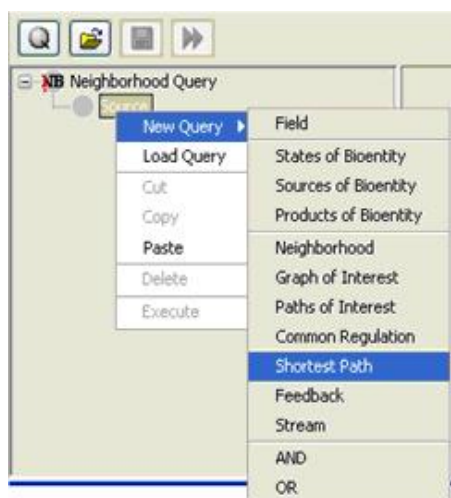 NB Neighborhood Query
Source
New Query
Load Query
Cut
Copy
Paste
Delete
Execute
Field
States of Bioentity
Sources of Bioentity
Products of Bioentity
Neighborhood
Graph of Interest
Paths of Interest
Common Regulation
Shortest Path
Feedback
Stream
AND
OR